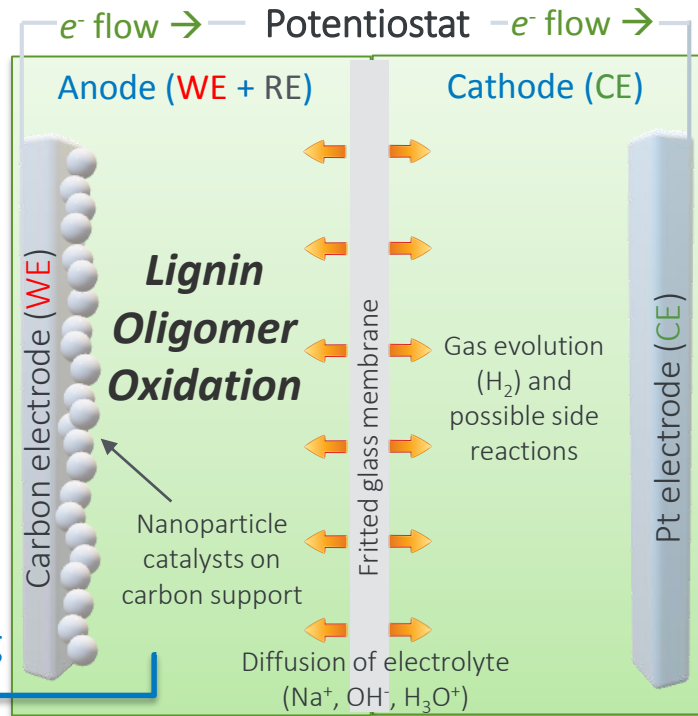 e⁻ flow → Potentiostat e⁻ flow →
Anode (WE + RE)
Cathode (CE)
Carbon electrode (WE)
Lignin
Oligomer
Oxidation
Nanoparticle
catalysts on
carbon support
Fritted glass membrane
Gas evolution
(H₂) and
possible side
reactions
Pt electrode (CE)
Diffusion of electrolyte
(Na⁺, OH⁻, H₃O⁺)